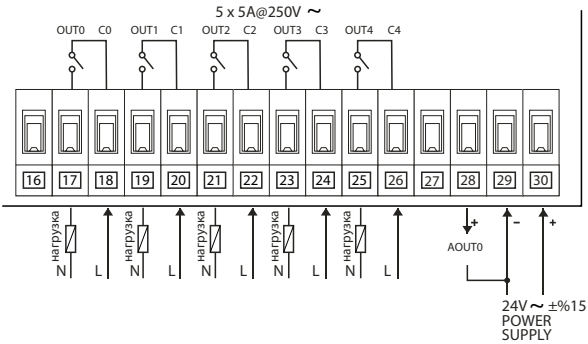 5 x 5A@250V ~
OUT0 C0 OUT1 C1 OUT2 C2 OUT3 C3 OUT4 C4
16 17 18 19 20 21 22 23 24 25 26 27 28 29 30
нагрузка нагрузка нагрузка нагрузка нагрузка
+ - +
AOUT0
N L N L N L N L N L
24V ~ ±%15
POWER
SUPPLY